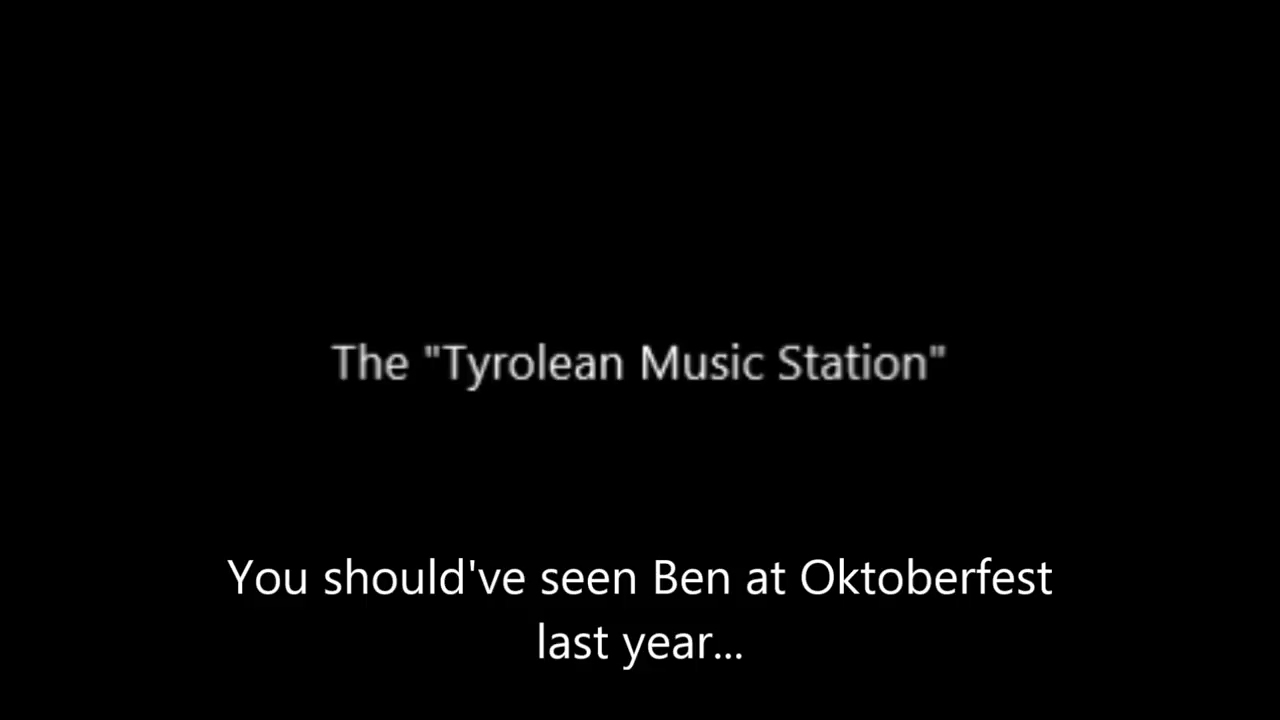 The "Tyrolean Music Station"
You should've seen Ben at Oktoberfest
last year...